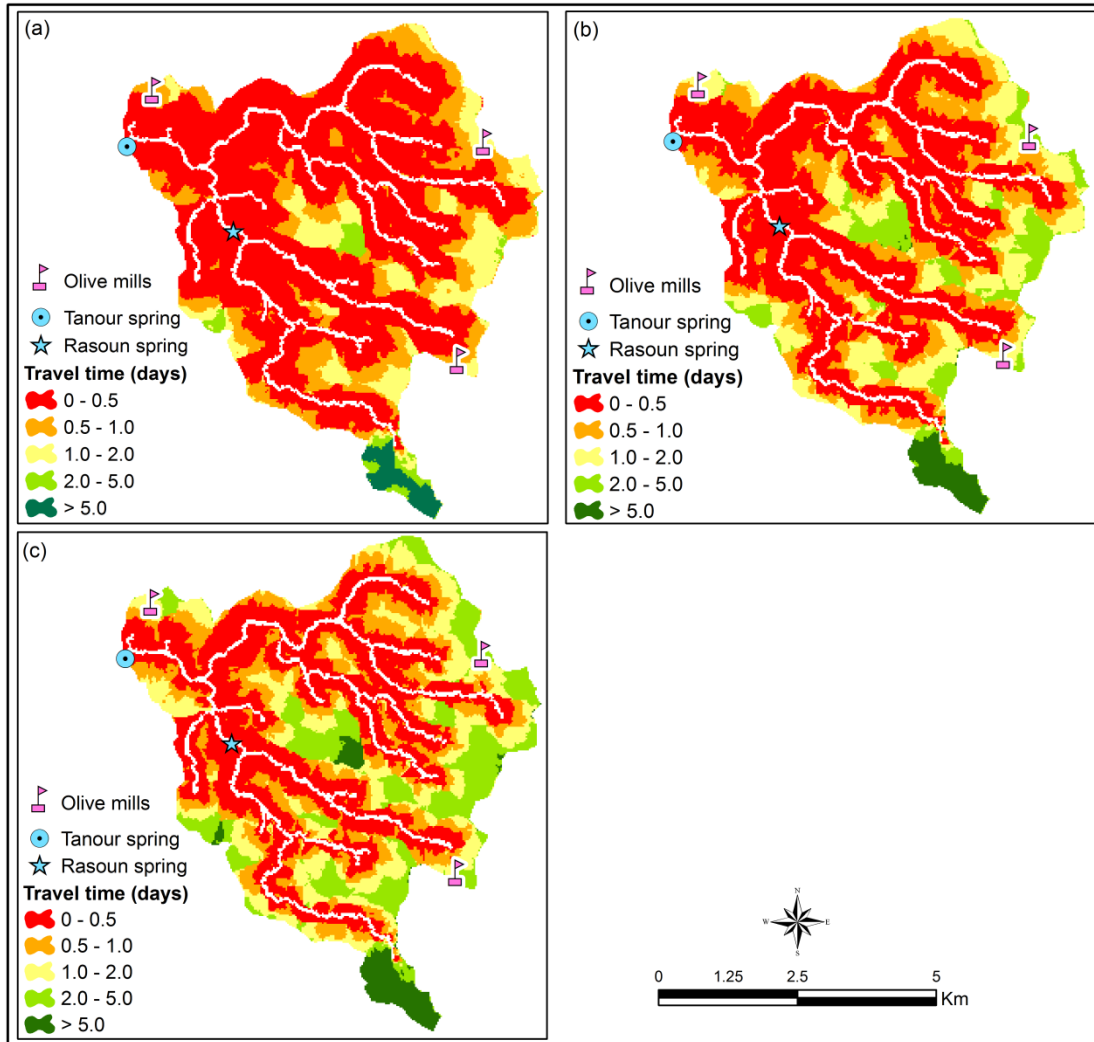 (a)
Olive mills
Tanour spring
Rasoun spring
Travel time (days)
0 - 0.5
0.5 - 1.0
1.0 - 2.0
2.0 - 5.0
> 5.0
(b)
Olive mills
Tanour spring
Rasoun spring
Travel time (days)
0 - 0.5
0.5 - 1.0
1.0 - 2.0
2.0 - 5.0
> 5.0
(c)
Olive mills
Tanour spring
Rasoun spring
Travel time (days)
0 - 0.5
0.5 - 1.0
1.0 - 2.0
2.0 - 5.0
> 5.0
N
W E
S
0 1.25 2.5 5
Km